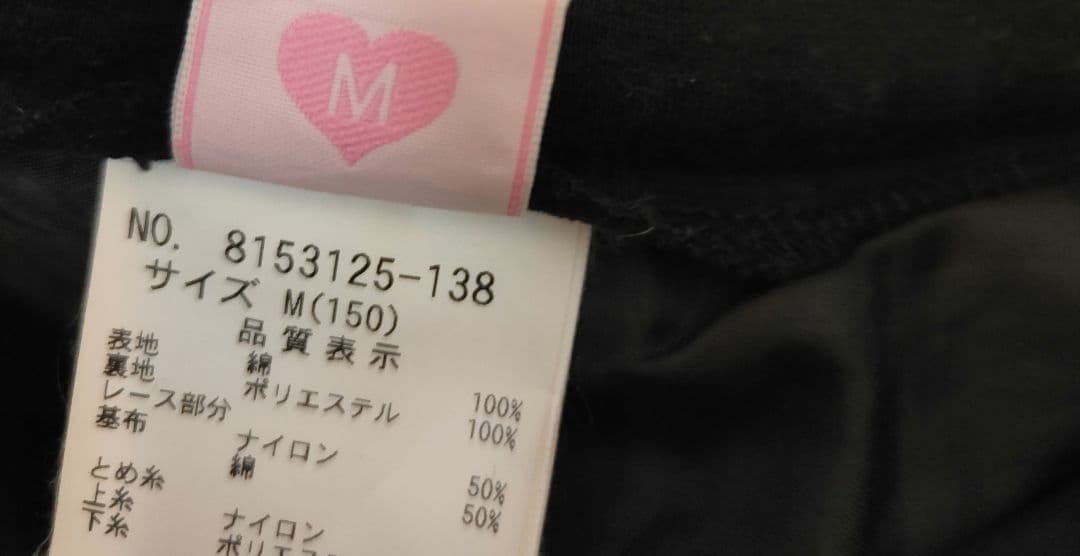 M
NO. 8153125-138
サイズ M(150)
品質表示
表地 綿 100%
裏地 ポリエステル 100%
レース部分
基布 ナイロン 50%
綿 50%
とめ糸
上糸 ナイロン
下糸